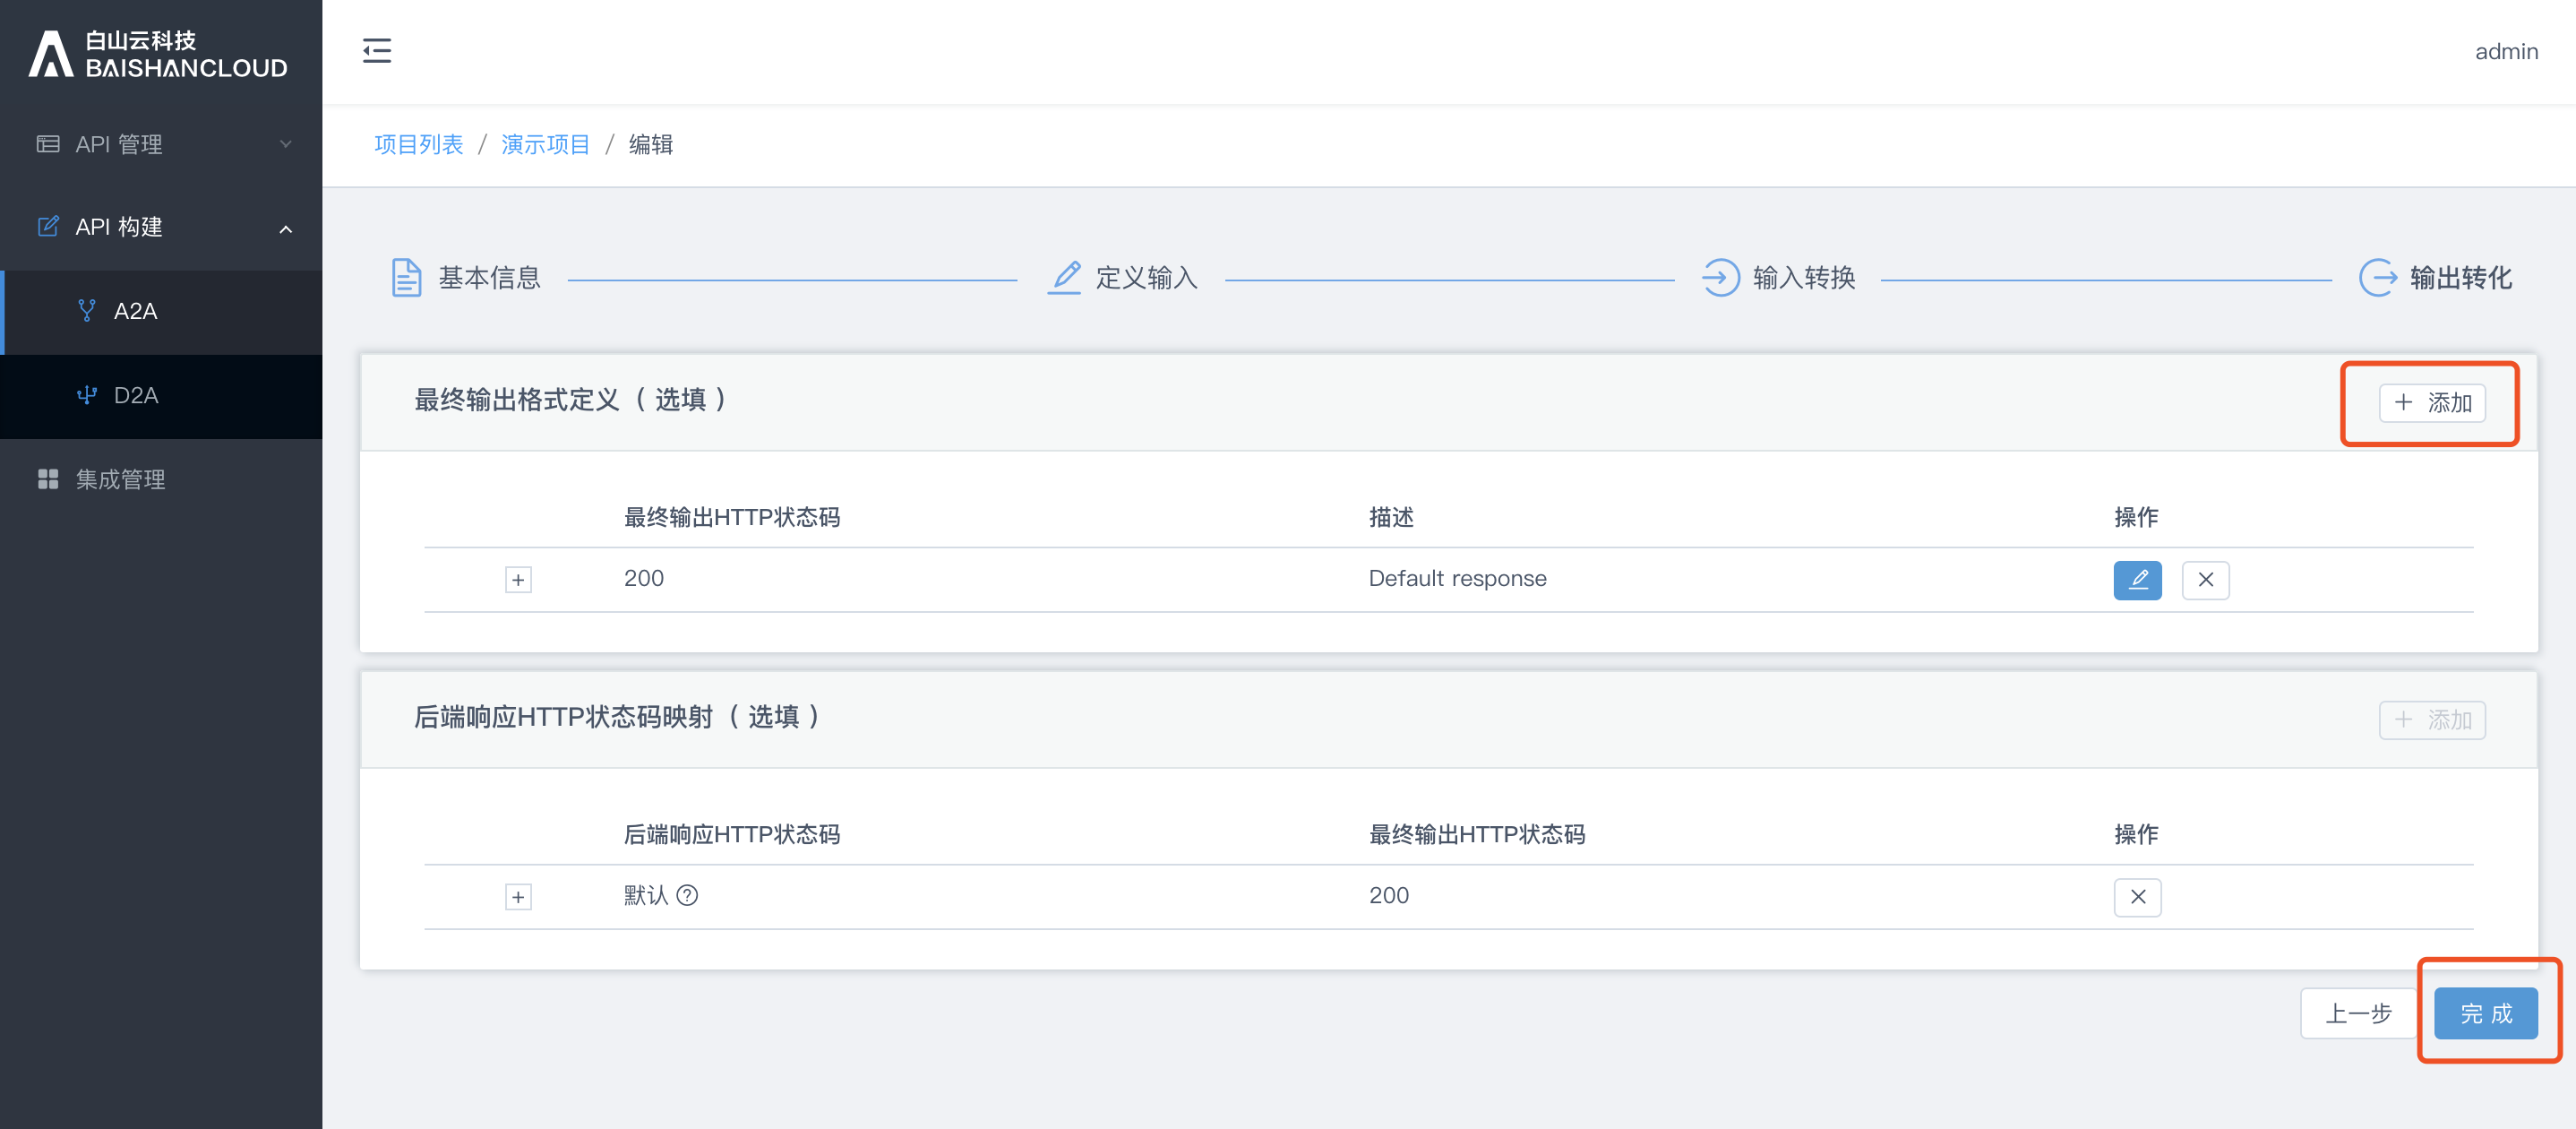 白山云科技
BAISHANCLOUD
admin
API 管理
API 构建
A2A
D2A
集成管理
项目列表 / 演示项目 / 编辑
基本信息 定义输入 输入转换 输出转化
最终输出格式定义（选填） + 添加
最终输出HTTP状态码 描述 操作
200 Default response
后端响应HTTP状态码映射（选填） + 添加
后端响应HTTP状态码 最终输出HTTP状态码 操作
默认 200
上一步 完成